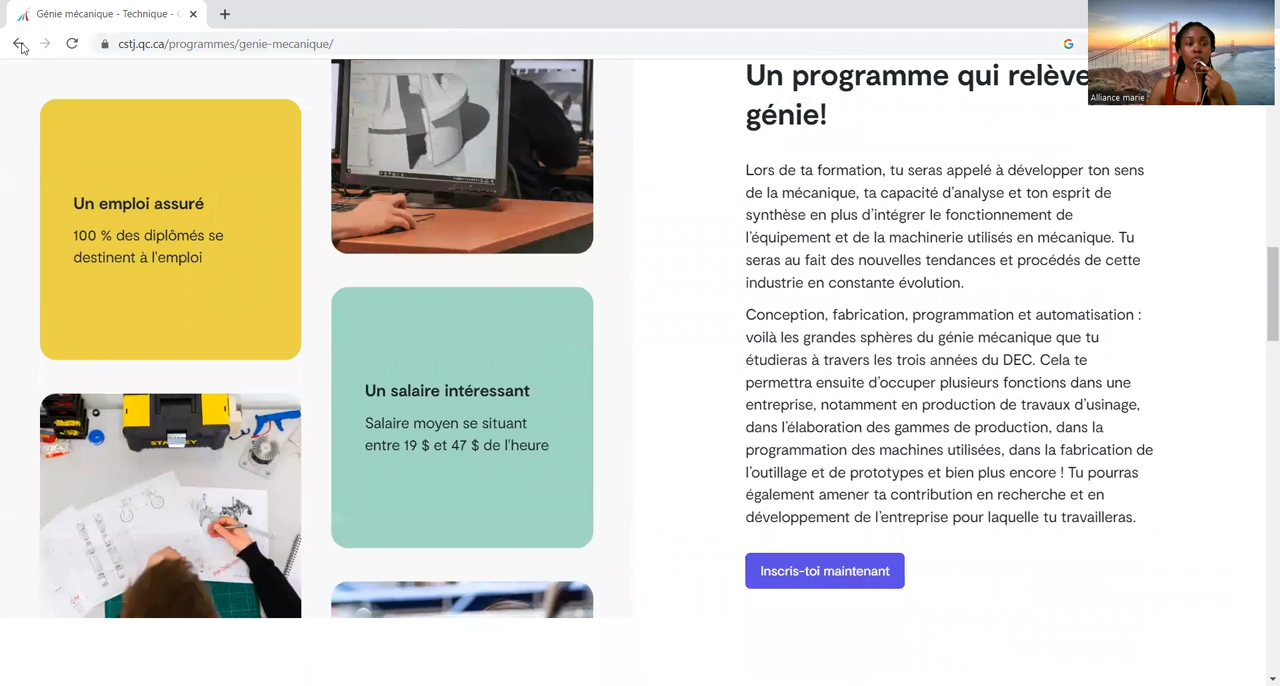 Génie mécanique - Technique -
cstj.qc.ca/programmes/genie-mecanique/
Alliance marie
Un emploi assuré
100 % des diplômés se
destinent à l'emploi
STANLEY
Un salaire intéressant
Salaire moyen se situant
entre 19 $ et 47 $ de l'heure
Un programme qui relève
génie!
Lors de ta formation, tu seras appelé à développer ton sens
de la mécanique, ta capacité d'analyse et ton esprit de
synthèse en plus d'intégrer le fonctionnement de
l'équipement et de la machinerie utilisés en mécanique. Tu
seras au fait des nouvelles tendances et procédés de cette
industrie en constante évolution.
Conception, fabrication, programmation et automatisation :
voilà les grandes sphères du génie mécanique que tu
étudieras à travers les trois années du DEC. Cela te
permettra ensuite d'occuper plusieurs fonctions dans une
entreprise, notamment en production de travaux d'usinage,
dans l'élaboration des gammes de production, dans la
programmation des machines utilisées, dans la fabrication de
l'outillage et de prototypes et bien plus encore ! Tu pourras
également amener ta contribution en recherche et en
développement de l'entreprise pour laquelle tu travailleras.
Inscris-toi maintenant